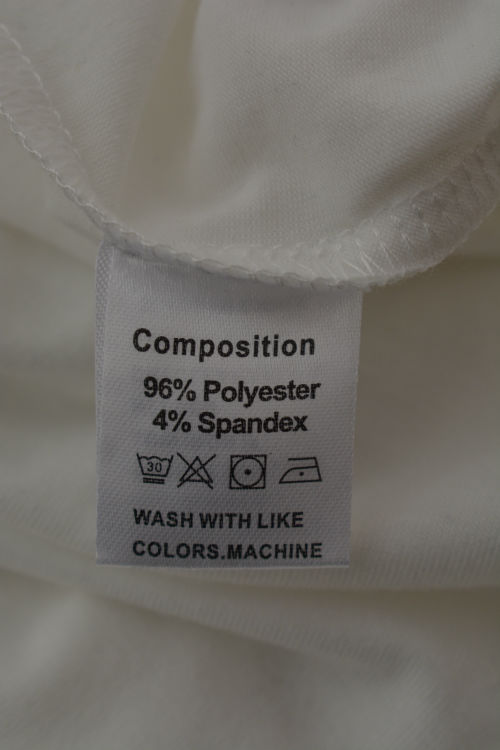 Composition
96% Polyester
4% Spandex
30
WASH WITH LIKE
COLORS.MACHINE